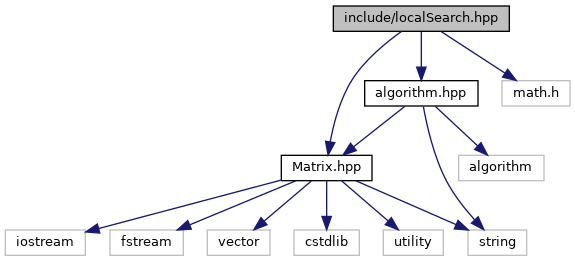 include/localSearch.hpp
algorithm.hpp
math.h
Matrix.hpp
algorithm
iostream
fstream
vector
cstdlib
utility
string